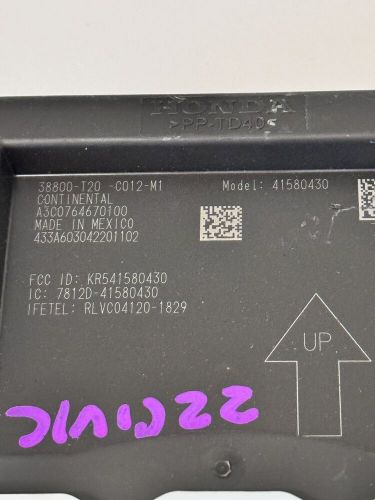 HONDA
>PP-TD40<
38800-T20 -C012-M1
Model: 41580430
CONTINENTAL
A3C0764670100
MADE IN MEXICO
433A603042201102
FCC ID: KR541580430
IC: 7812D-41580430
IFETEL: RLVC04120-1829
UP
22CIVIC